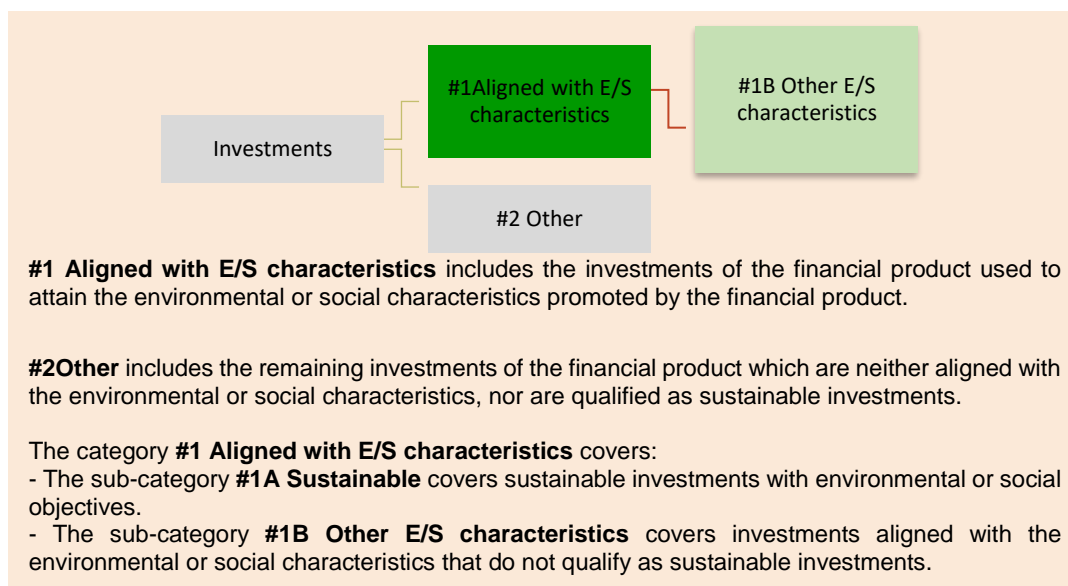 #1Aligned with E/S
characteristics
#1B Other E/S
characteristics
Investments
#2 Other
#1 Aligned with E/S characteristics includes the investments of the financial product used to
attain the environmental or social characteristics promoted by the financial product.
#2Other includes the remaining investments of the financial product which are neither aligned with
the environmental or social characteristics, nor are qualified as sustainable investments.
The category #1 Aligned with E/S characteristics covers:
- The sub-category #1A Sustainable covers sustainable investments with environmental or social
objectives.
- The sub-category #1B Other E/S characteristics covers investments aligned with the
environmental or social characteristics that do not qualify as sustainable investments.